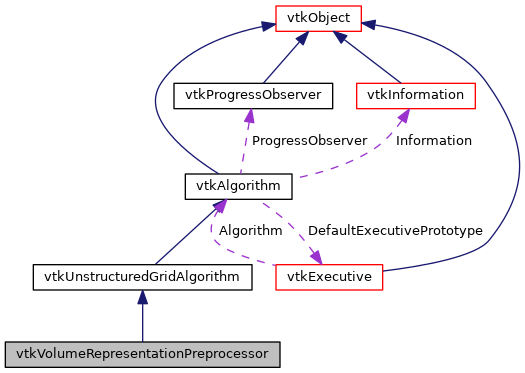 vtkObject
vtkProgressObserver
vtkInformation
ProgressObserver
Information
vtkAlgorithm
Algorithm
DefaultExecutivePrototype
vtkUnstructuredGridAlgorithm
vtkExecutive
vtkVolumeRepresentationPreprocessor